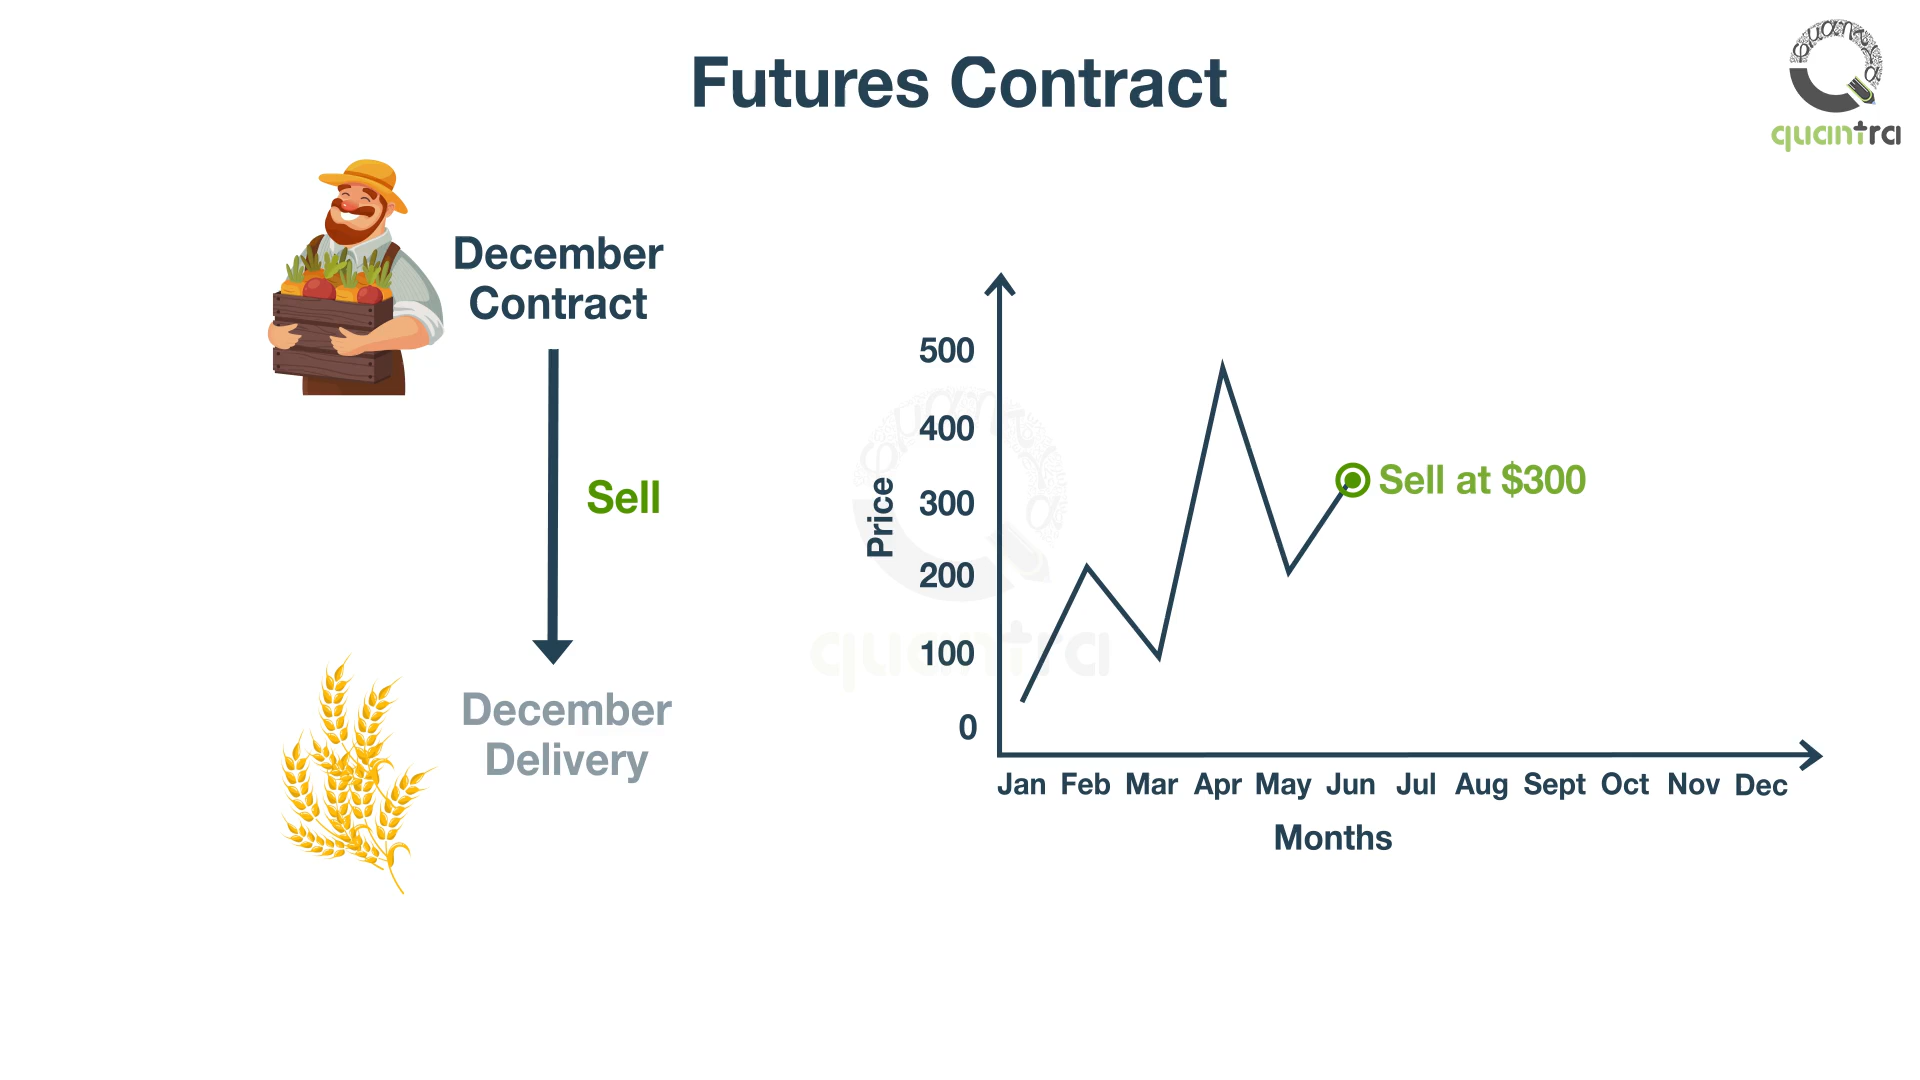 Futures Contract
quantra
December
Contract
Sell
December
Delivery
500
400
300
200
100
0
Price
Sell at $300
Jan Feb Mar Apr May Jun Jul Aug Sept Oct Nov Dec
Months
quantra